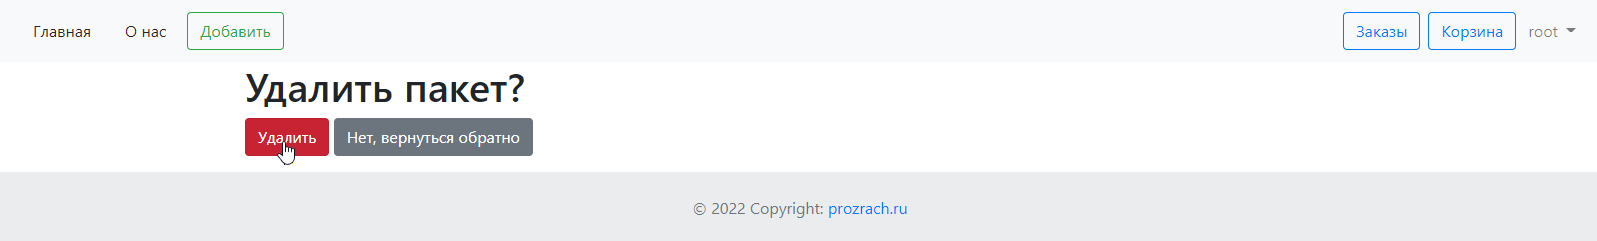 Главная О нас Добавить Заказы Корзина root
Удалить пакет?
Удалить Нет, вернуться обратно
© 2022 Copyright: prozrach.ru